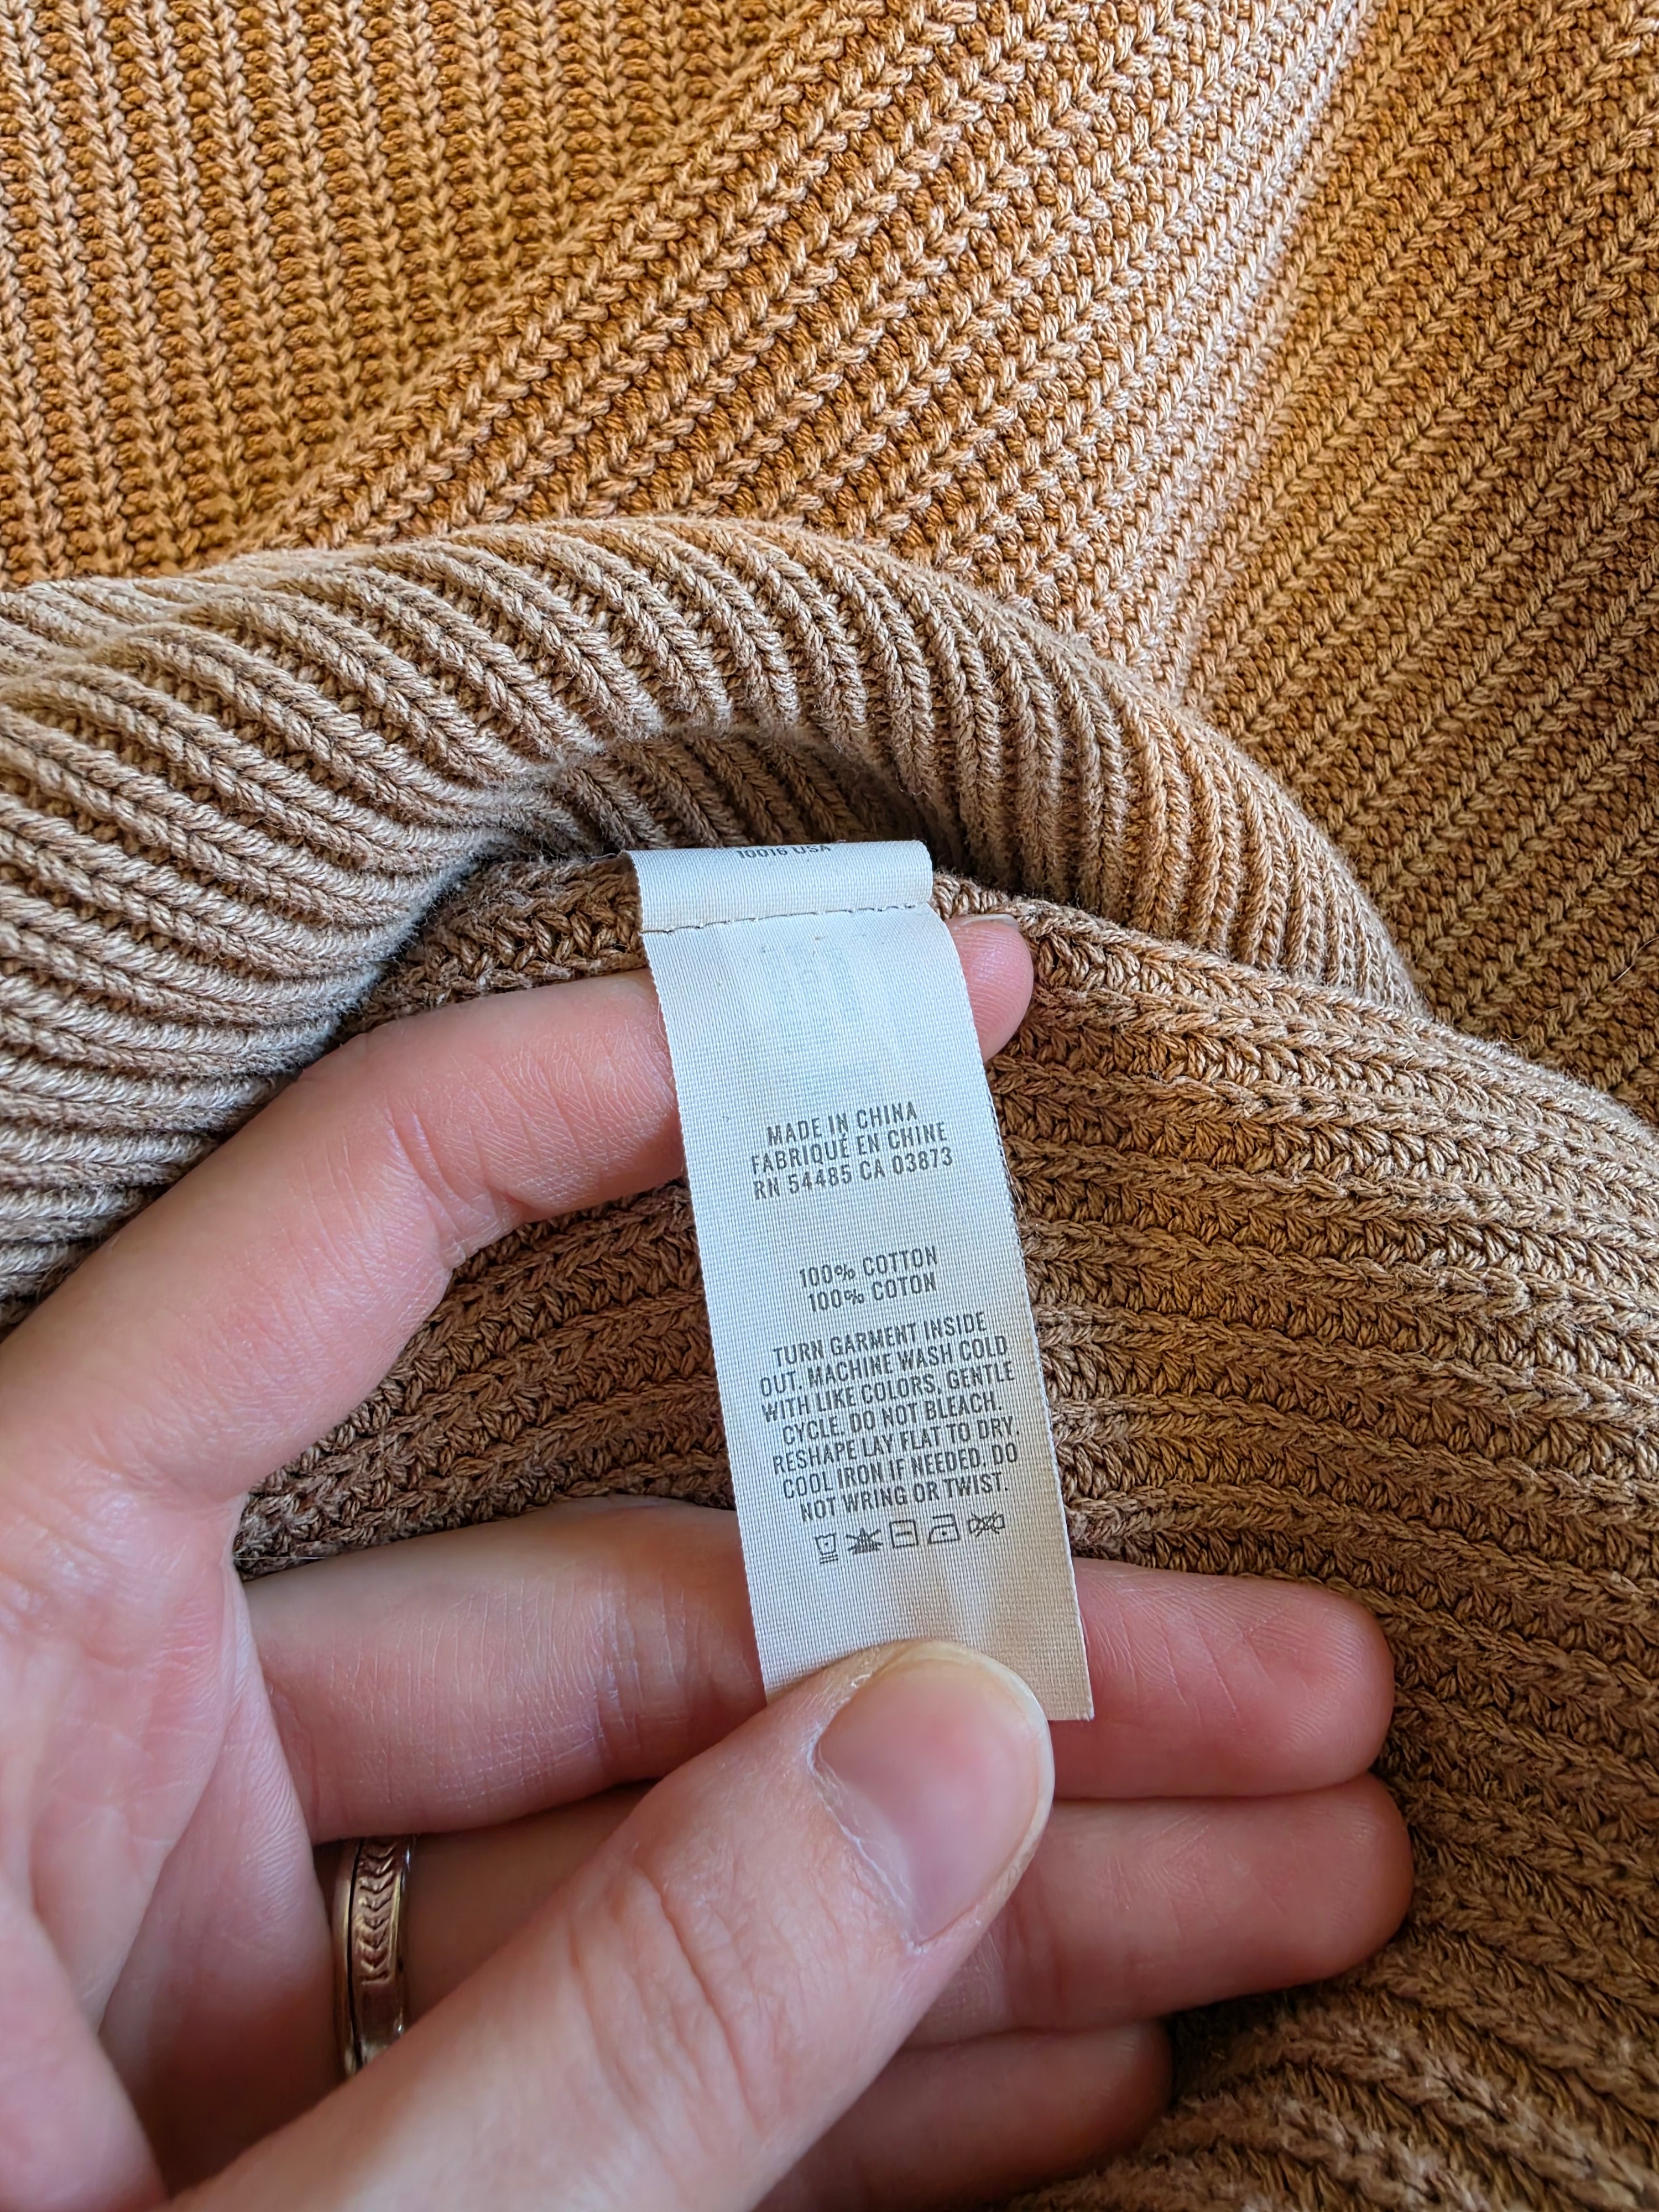 10016 USA
MADE IN CHINA
FABRIQUÉ EN CHINE
RN 54485 CA 03873
100% COTTON
100% COTON
TURN GARMENT INSIDE
OUT. MACHINE WASH COLD
WITH LIKE COLORS, GENTLE
CYCLE. DO NOT BLEACH.
RESHAPE LAY FLAT TO DRY.
COOL IRON IF NEEDED. DO
NOT WRING OR TWIST.